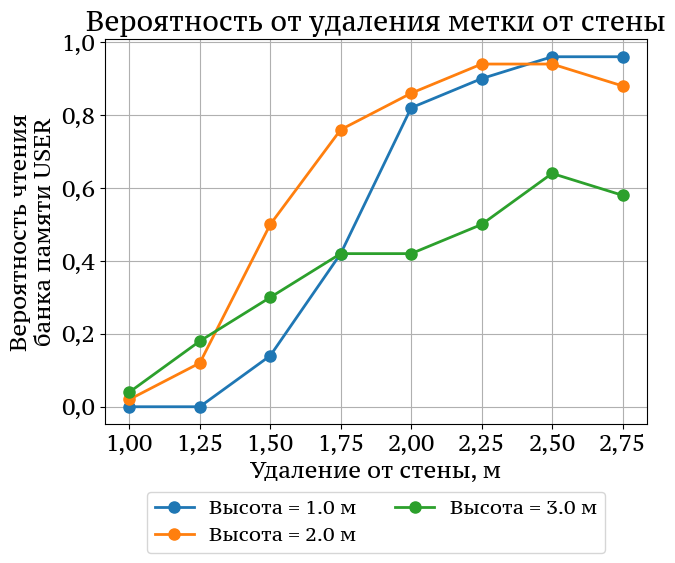 Вероятность от удаления метки от стены
Вероятность чтения
банка памяти USER
1,0
0,8
0,6
0,4
0,2
0,0
1,00 1,25 1,50 1,75 2,00 2,25 2,50 2,75
Удаление от стены, м
Высота = 1.0 м
Высота = 2.0 м
Высота = 3.0 м